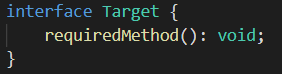 interface Target {
    requiredMethod(): void;
}